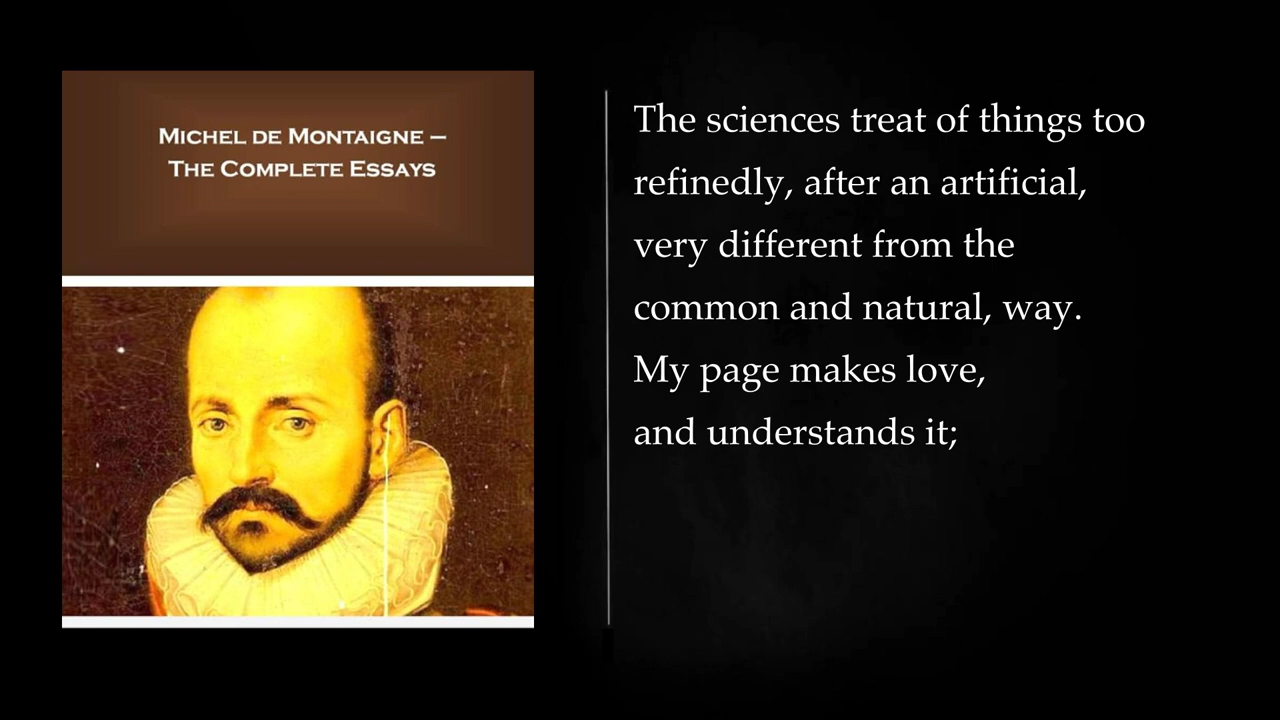 MICHEL DE MONTAIGNE –
THE COMPLETE ESSAYS
The sciences treat of things too
refinedly, after an artificial,
very different from the
common and natural, way.
My page makes love,
and understands it;